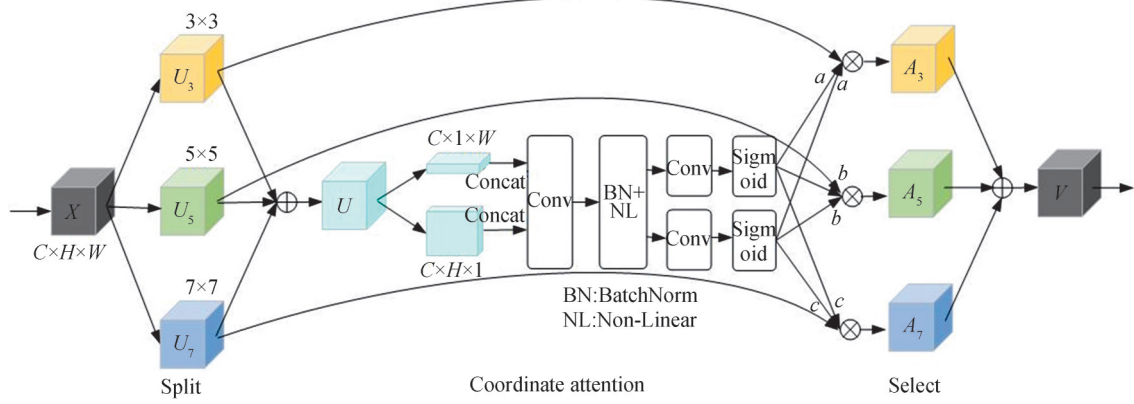 3×3
U₃
A₃
a
a
5×5
C×1×W
Concat
Conv
Sigm
oid
b
X
U₅
U
Conv
BN+
NL
A₅
V
Concat
b
C×H×W
Conv
Sigm
oid
C×H×1
7×7
BN:BatchNorm
NL:Non-Linear
c
c
U₇
A₇
Split
Coordinate attention
Select